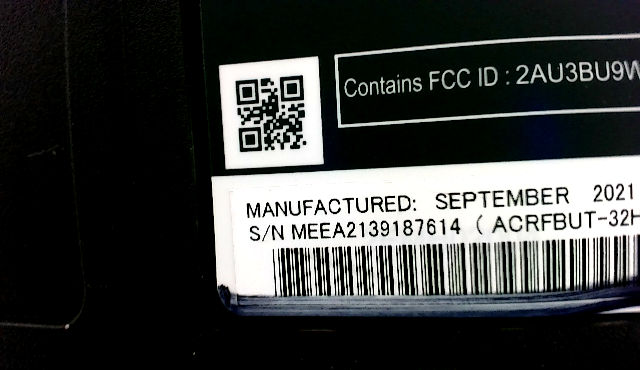 Contains FCC ID : 2AU3BU9W
MANUFACTURED: SEPTEMBER 2021
S/N MEEA2139187614 ( ACRFBUT-32H